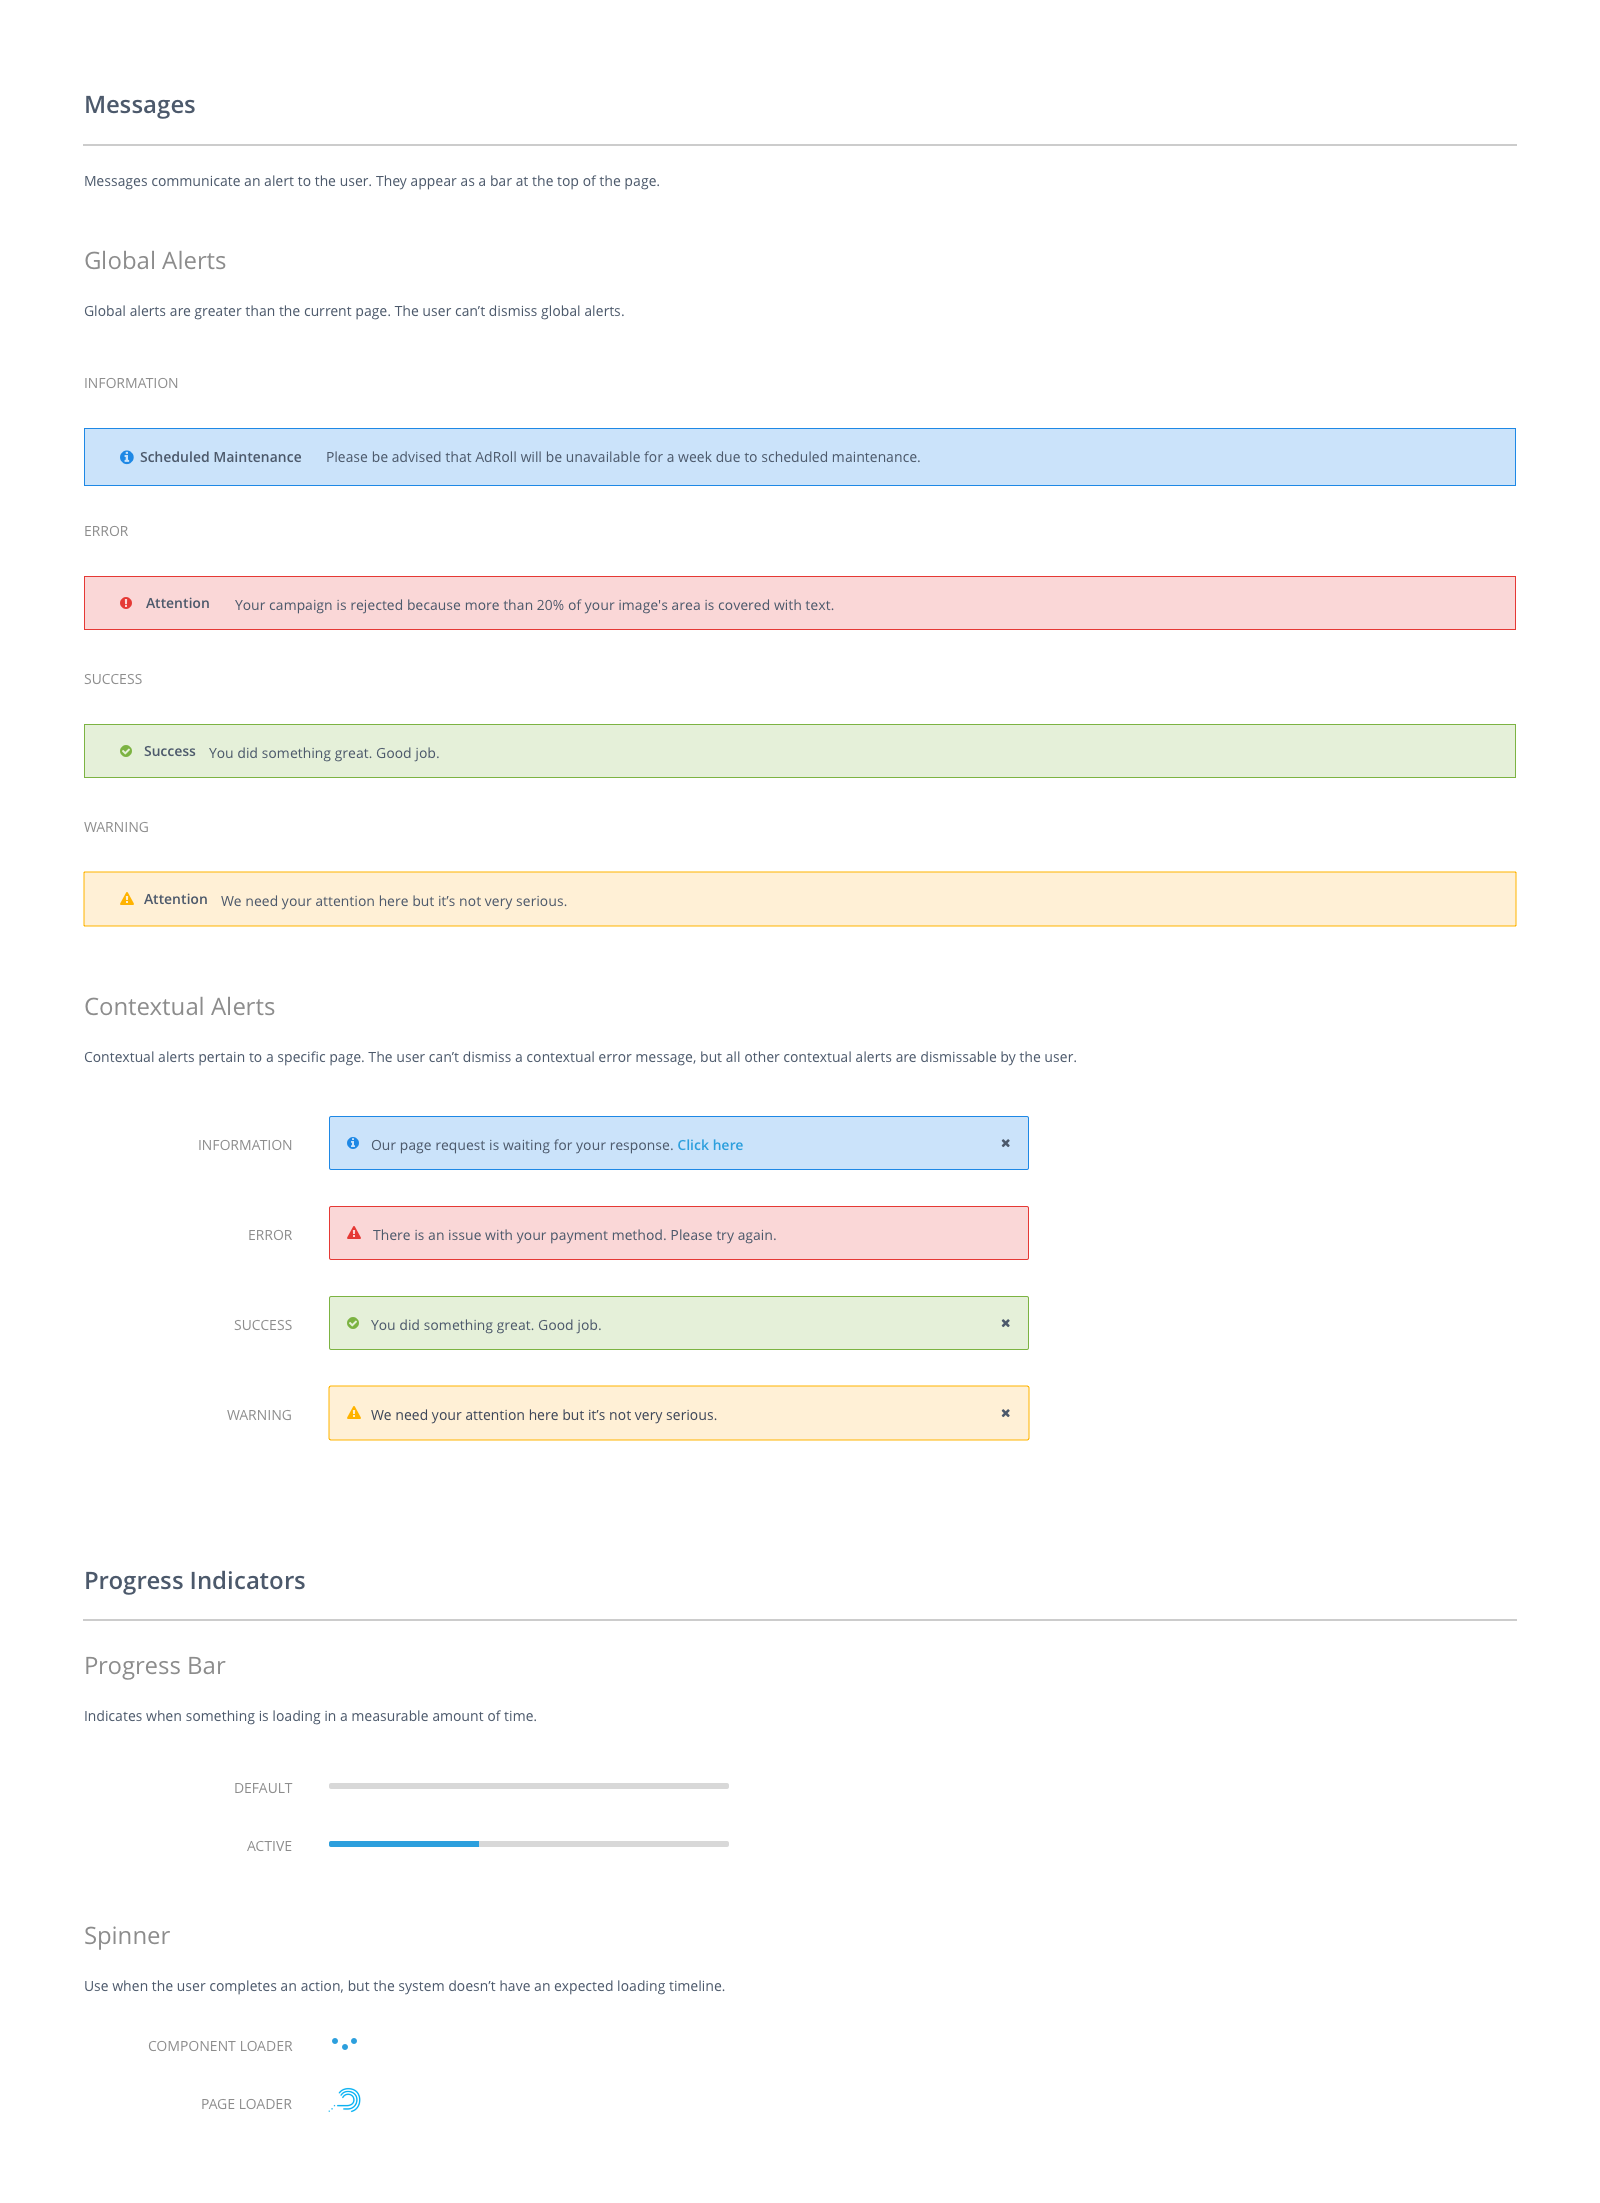 Messages
Messages communicate an alert to the user. They appear as a bar at the top of the page.
Global Alerts
Global alerts are greater than the current page. The user can’t dismiss global alerts.
INFORMATION
Scheduled Maintenance Please be advised that AdRoll will be unavailable for a week due to scheduled maintenance.
ERROR
Attention Your campaign is rejected because more than 20% of your image's area is covered with text.
SUCCESS
Success You did something great. Good job.
WARNING
Attention We need your attention here but it’s not very serious.
Contextual Alerts
Contextual alerts pertain to a specific page. The user can’t dismiss a contextual error message, but all other contextual alerts are dismissable by the user.
INFORMATION Our page request is waiting for your response. Click here
ERROR There is an issue with your payment method. Please try again.
SUCCESS You did something great. Good job.
WARNING We need your attention here but it’s not very serious.
Progress Indicators
Progress Bar
Indicates when something is loading in a measurable amount of time.
DEFAULT
ACTIVE
Spinner
Use when the user completes an action, but the system doesn’t have an expected loading timeline.
COMPONENT LOADER
PAGE LOADER